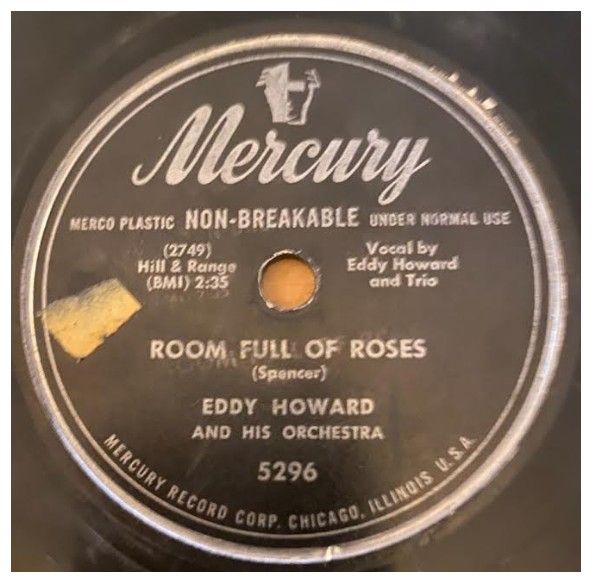 Mercury
MERCO PLASTIC NON-BREAKABLE UNDER NORMAL USE
(2749)
Hill & Range
(BMI) 2:35
Vocal by
Eddy Howard
and Trio
ROOM FULL OF ROSES
(Spencer)
EDDY HOWARD
AND HIS ORCHESTRA
5296
MERCURY RECORD CORP. CHICAGO, ILLINOIS U.S.A.